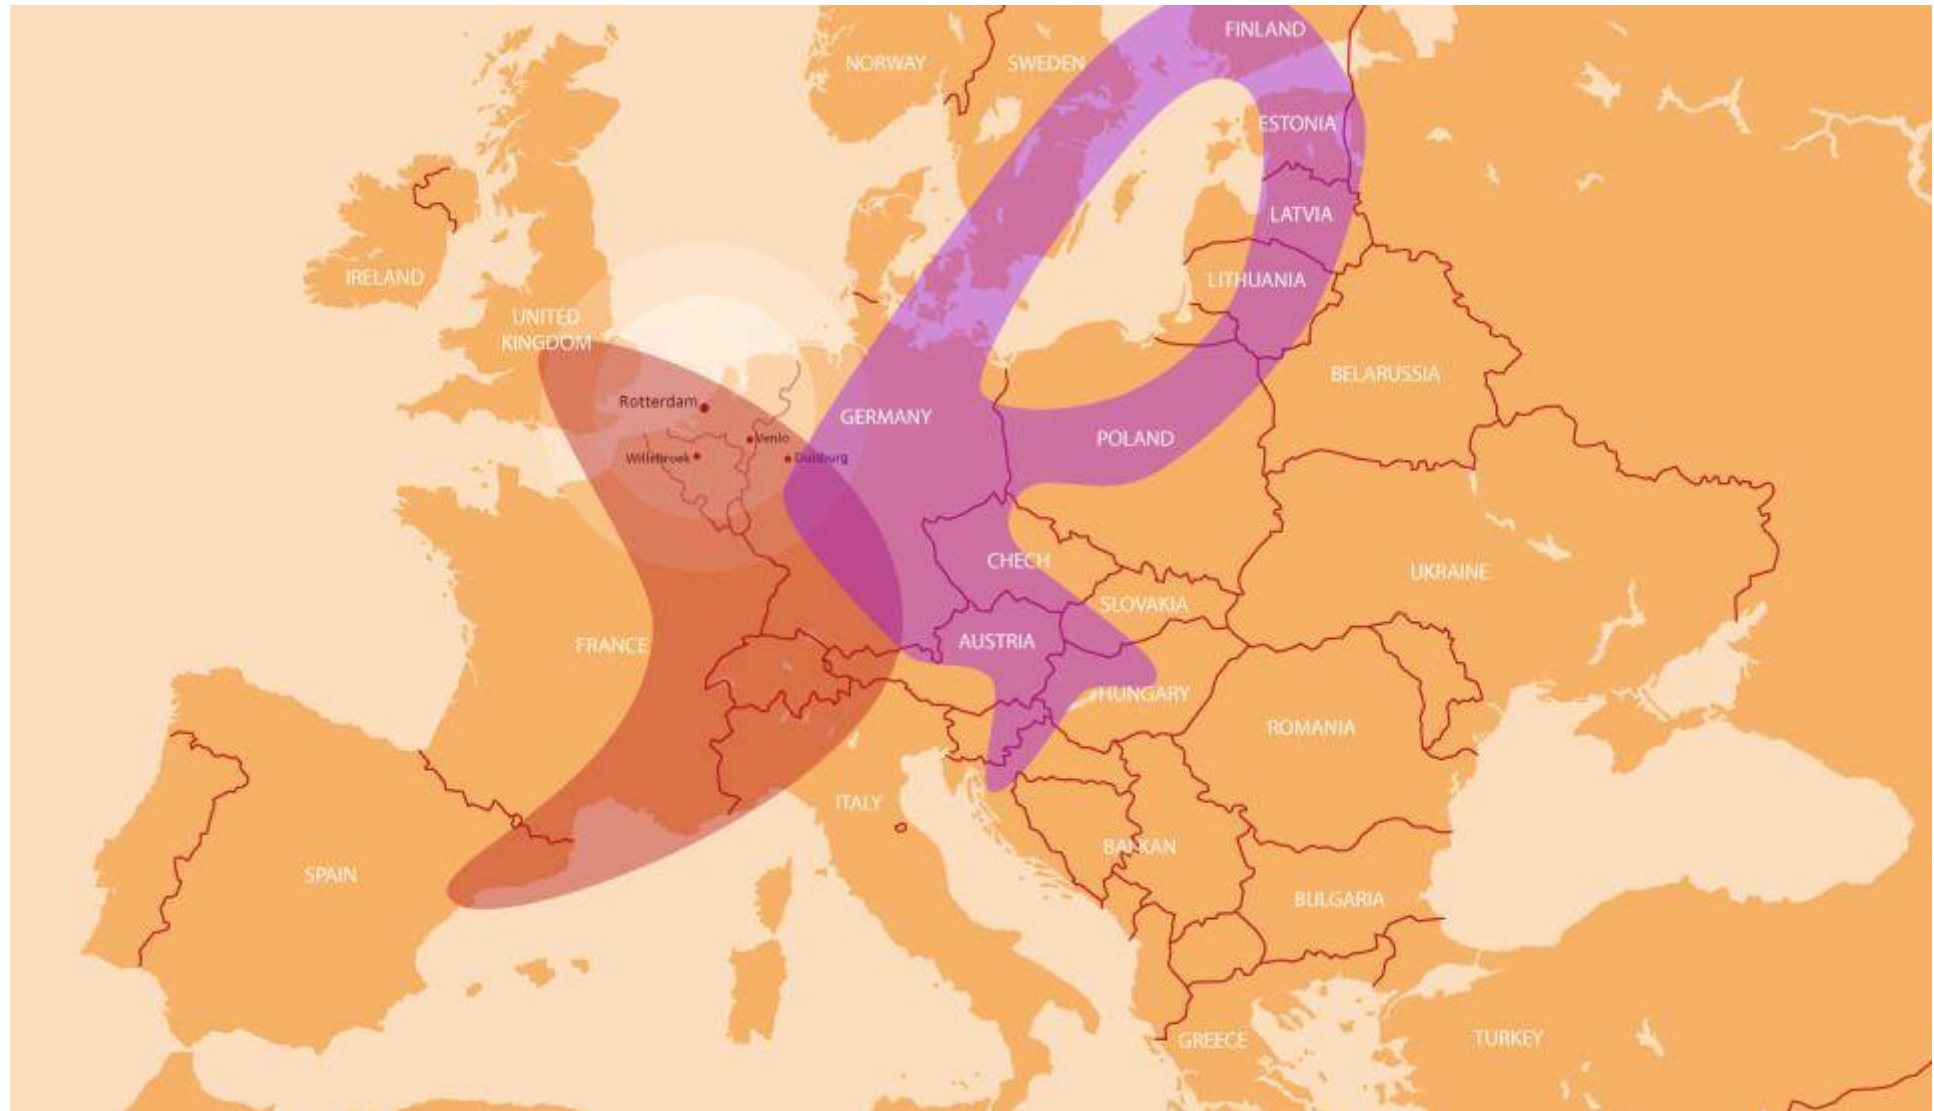 FINLAND
NORWAY
SWEDEN
ESTONIA
LATVIA
IRELAND
LITHUANIA
UNITED
KINGDOM
BELARUSSIA
Rotterdam
GERMANY
POLAND
Venlo
Willebroek
Duisburg
CHECH
UKRAINE
SLOVAKIA
FRANCE
AUSTRIA
HUNGARY
ROMANIA
ITALY
BALKAN
SPAIN
BULGARIA
GREECE
TURKEY